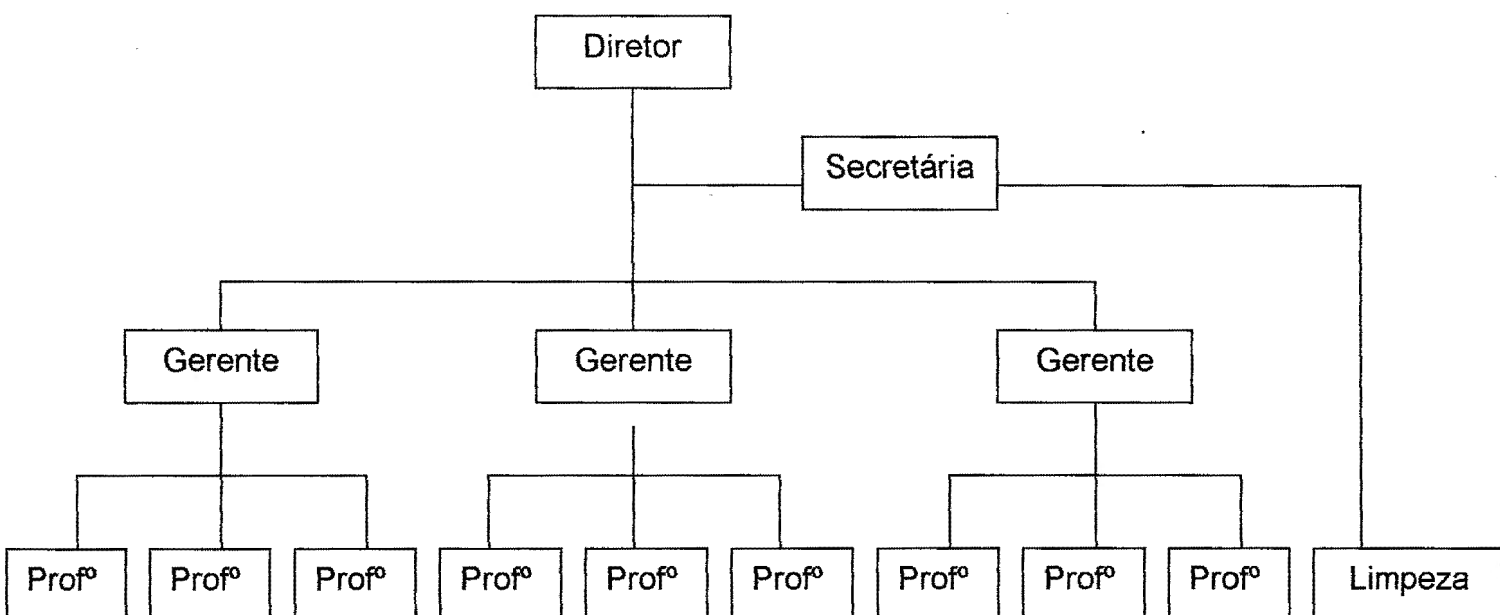 Diretor
Secretária
Gerente Gerente Gerente
Profº Profº Profº Profº Profº Profº Profº Profº Profº Limpeza